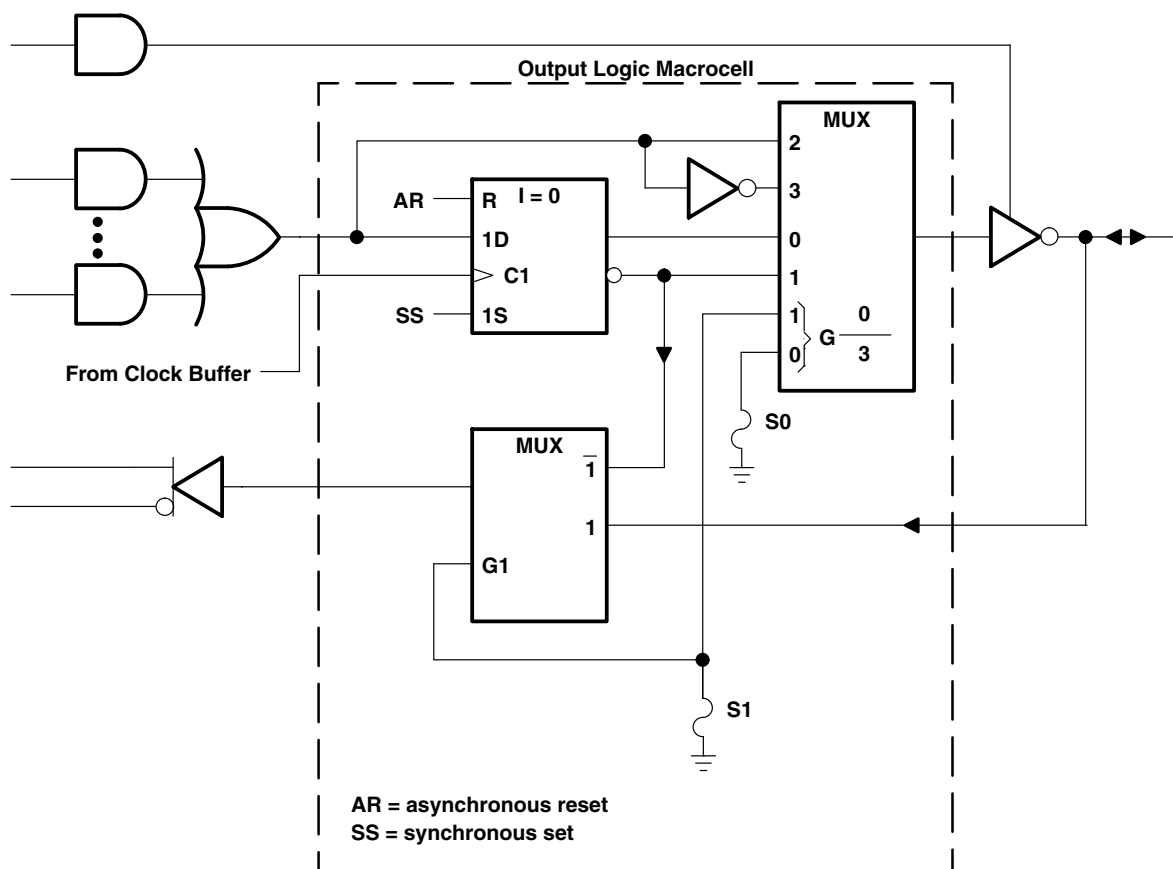 Output Logic Macrocell
MUX
2
3
0
1
1
0
G 0
3
AR
R
I = 0
1D
C1
SS
1S
From Clock Buffer
S0
MUX
1̅
1
G1
S1
AR = asynchronous reset
SS = synchronous set